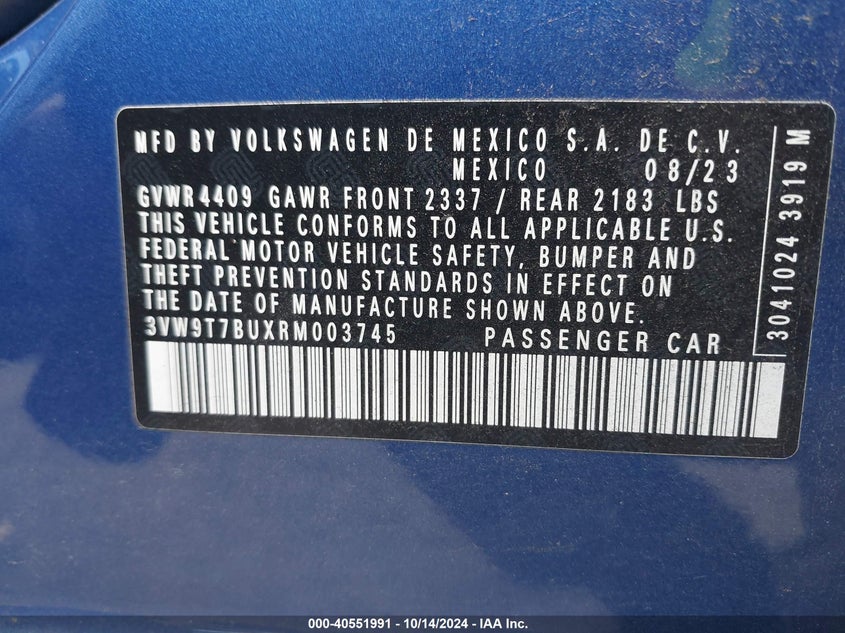 MFD BY VOLKSWAGEN DE MEXICO S.A. DE C.V.
MEXICO 08/23
GVWR 4409 GAWR FRONT 2337 / REAR 2183 LBS
THIS VEHICLE CONFORMS TO ALL APPLICABLE U.S.
FEDERAL MOTOR VEHICLE SAFETY, BUMPER AND
THEFT PREVENTION STANDARDS IN EFFECT ON
THE DATE OF MANUFACTURE SHOWN ABOVE.
3VW9T7BUXRM003745 PASSENGER CAR
3041024 3919 M
000-40551991 - 10/14/2024 - IAA Inc.